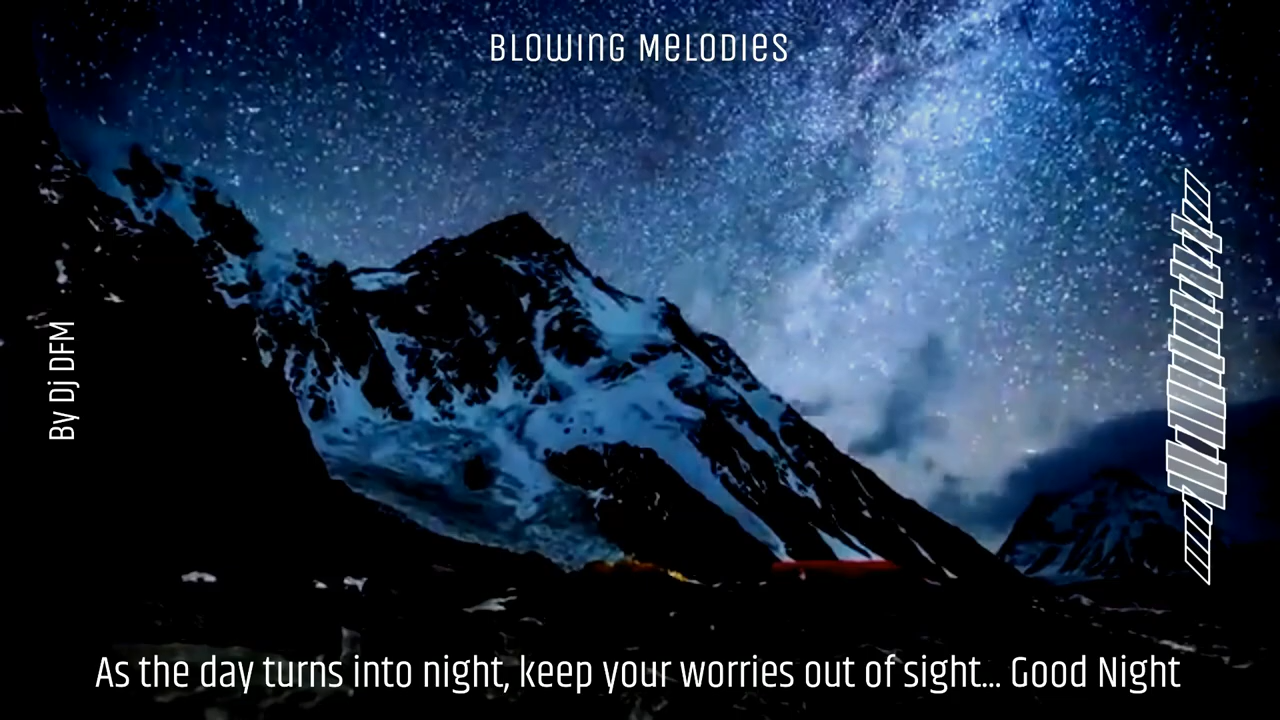 Blowing Melodies
By Dj DFM
As the day turns into night, keep your worries out of sight... Good Night